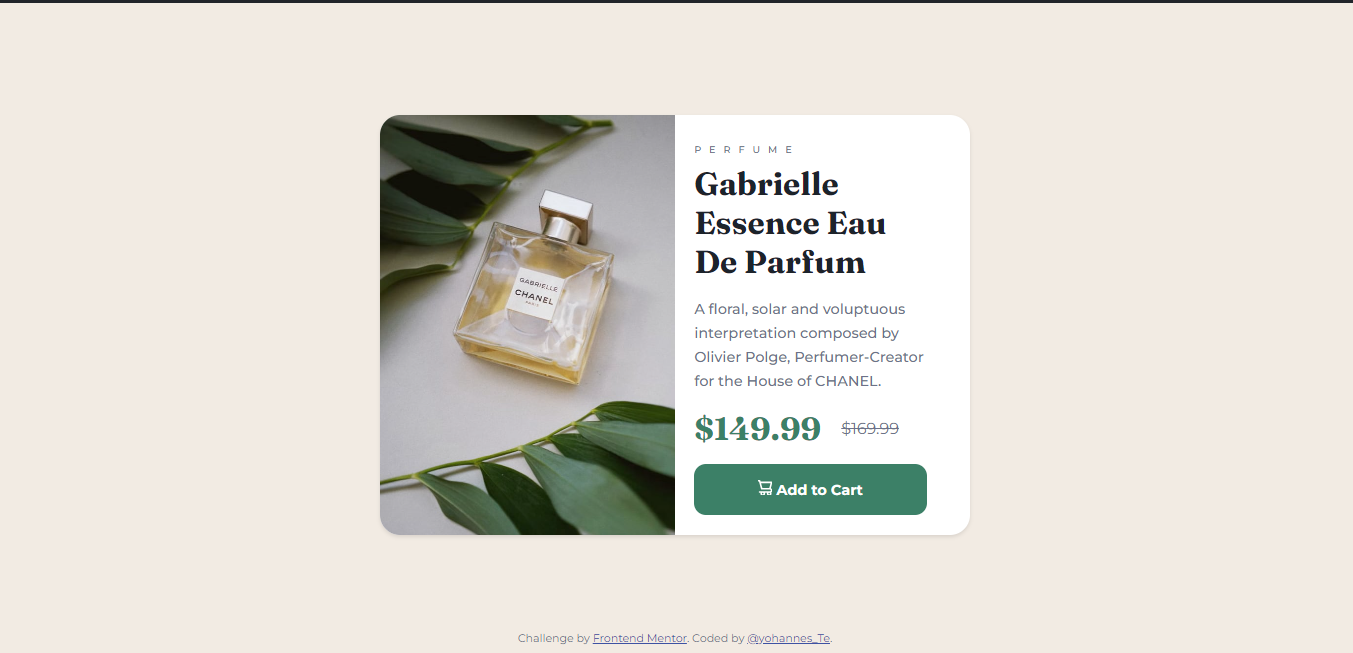 GABRIELLE
CHANEL
PARIS
P E R F U M E
Gabrielle
Essence Eau
De Parfum
A floral, solar and voluptuous
interpretation composed by
Olivier Polge, Perfumer-Creator
for the House of CHANEL.
$149.99 $169.99
Add to Cart
Challenge by Frontend Mentor. Coded by @yohannes_Te.